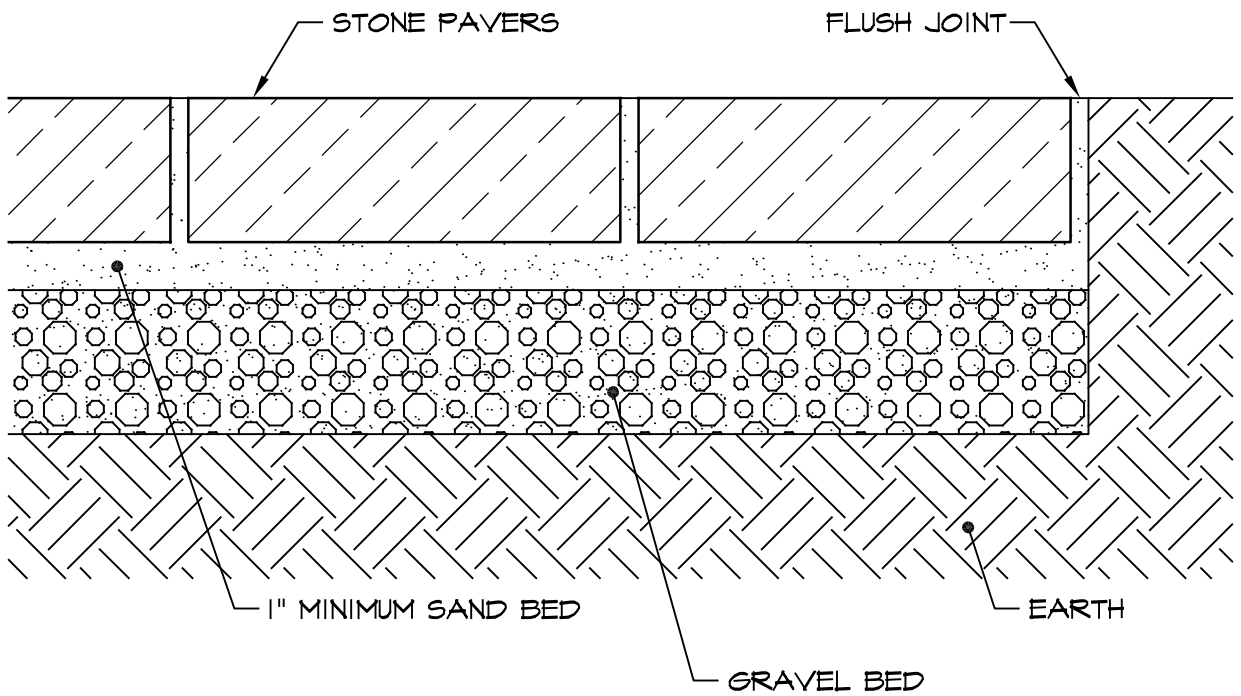 STONE PAVERS
FLUSH JOINT
1" MINIMUM SAND BED
EARTH
GRAVEL BED